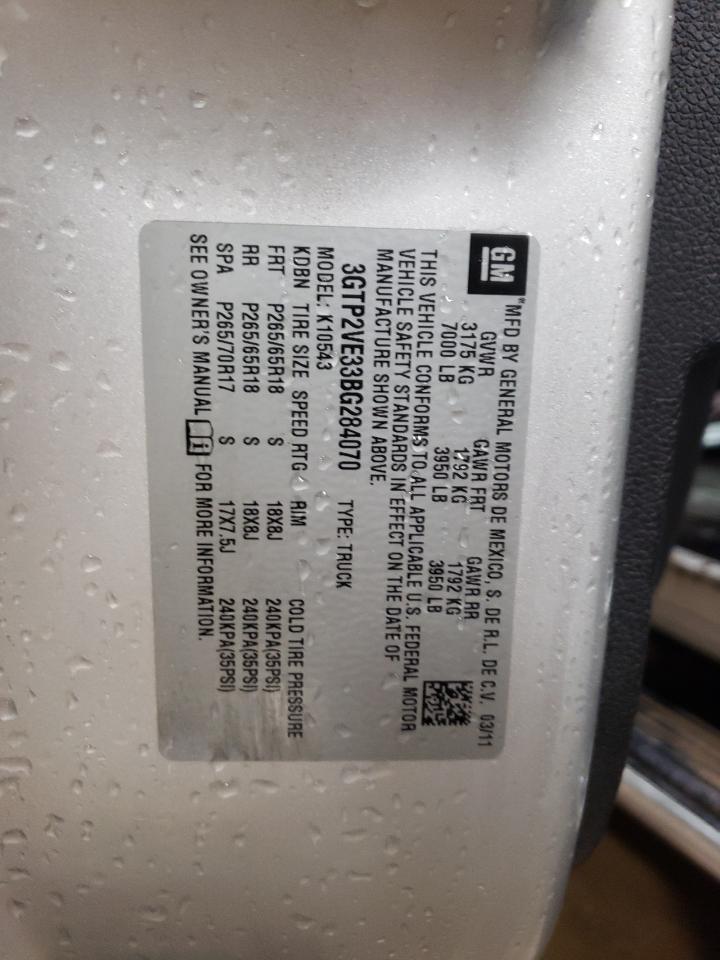 GM
MFD BY GENERAL MOTORS DE MEXICO, S. DE R.L. DE C.V. 03/11
GVWR GAWR FRT GAWR RR
3175 KG 1792 KG 1792 KG
7000 LB 3950 LB 3950 LB
THIS VEHICLE CONFORMS TO ALL APPLICABLE U.S. FEDERAL MOTOR
VEHICLE SAFETY STANDARDS IN EFFECT ON THE DATE OF
MANUFACTURE SHOWN ABOVE.
3GTP2VE33BG284070 TYPE: TRUCK
MODEL: K10543
KDBN TIRE SIZE SPEED RTG RIM COLD TIRE PRESSURE
FRT P265/65R18 S 18X8J 240KPA(35PSI)
RR P265/65R18 S 18X8J 240KPA(35PSI)
SPA P265/70R17 S 17X7.5J 240KPA(35PSI)
SEE OWNER'S MANUAL i FOR MORE INFORMATION.